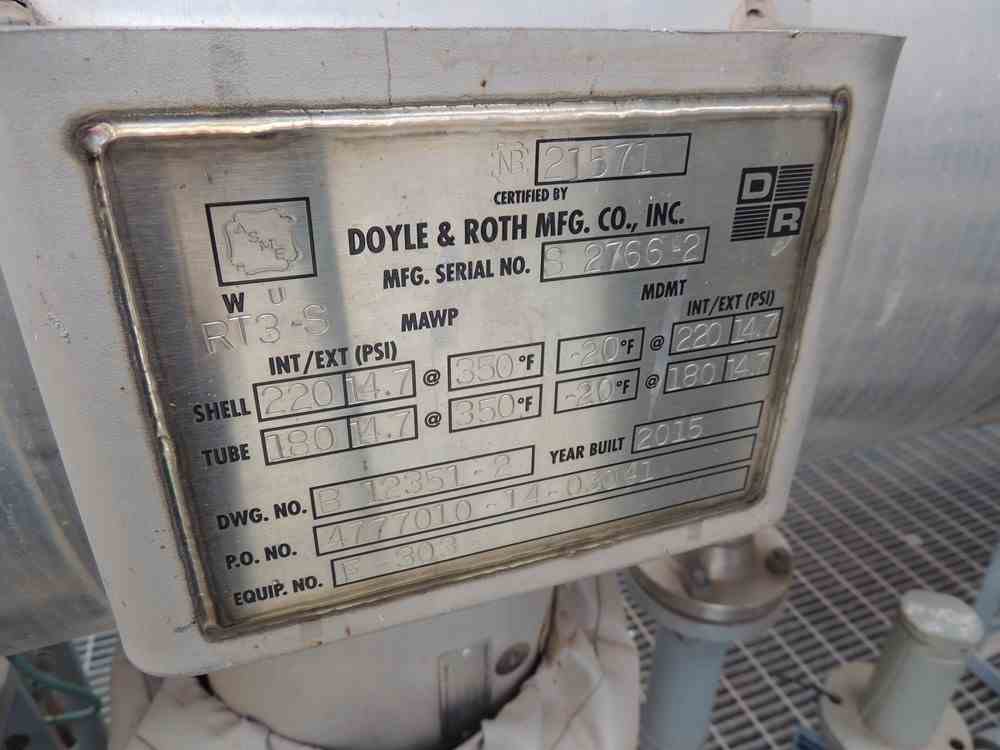 NB 21571
CERTIFIED BY
DOYLE & ROTH MFG. CO., INC.
D R
ASME
U
W
RT3-S
MFG. SERIAL NO. S 2766-2
MAWP
MDMT
INT/EXT (PSI)
INT/EXT (PSI)
SHELL 220 14.7 @ 350 °F -20 °F @ 220 14.7
TUBE 180 14.7 @ 350 °F -20 °F @ 180 14.7
DWG. NO. B 12351-2 YEAR BUILT 2015
P.O. NO. 4777010-14-03041
EQUIP. NO. E-303